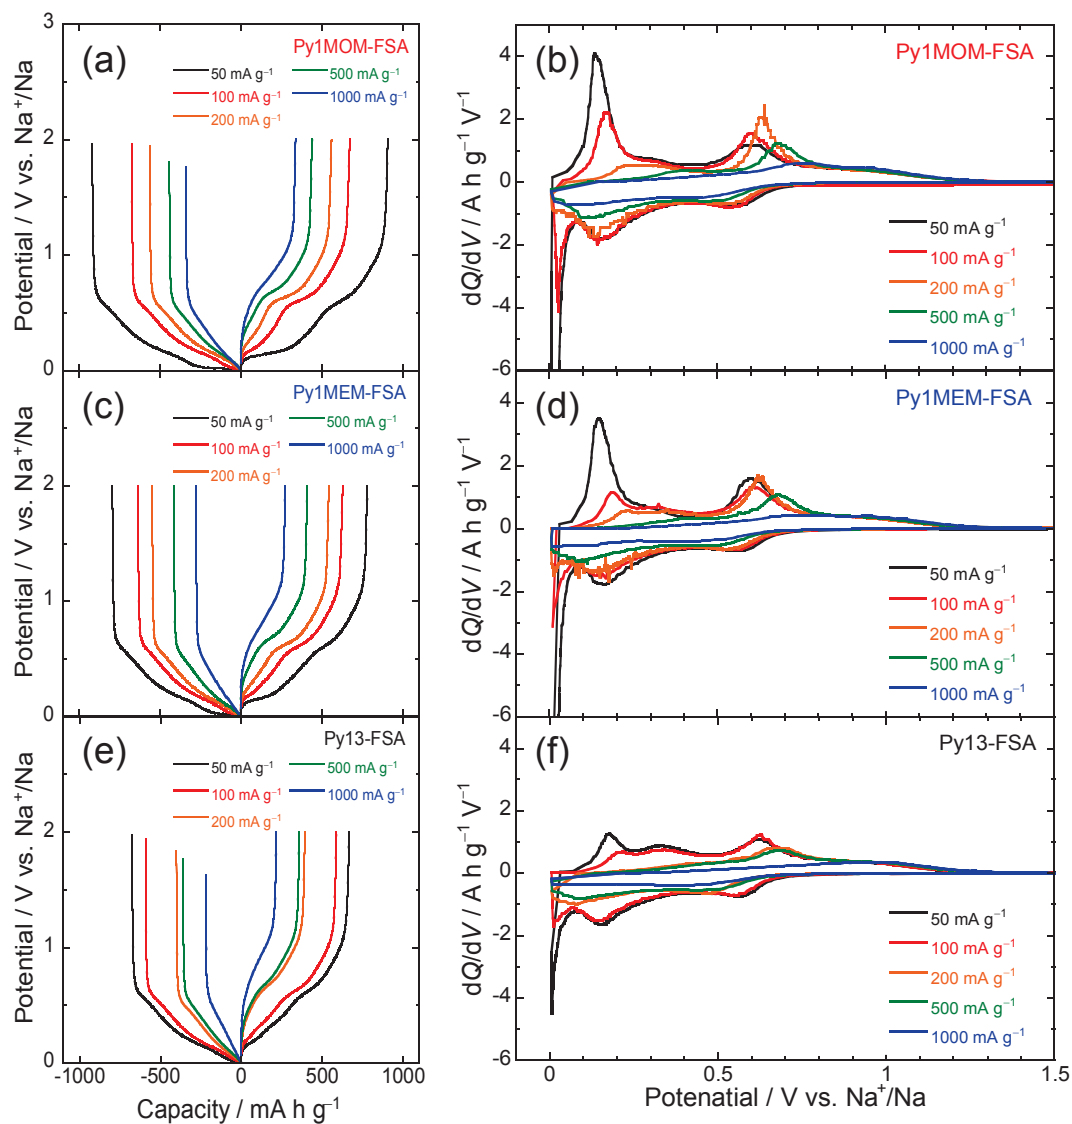 3
(a)
Py1MOM-FSA
50 mA g⁻¹
500 mA g⁻¹
100 mA g⁻¹
1000 mA g⁻¹
200 mA g⁻¹
2
1
0
Potential / V vs. Na⁺/Na
(b)
Py1MOM-FSA
4
2
0
-2
-4
-6
dQ/dV / A h g⁻¹ V⁻¹
50 mA g⁻¹
100 mA g⁻¹
200 mA g⁻¹
500 mA g⁻¹
1000 mA g⁻¹
(c)
Py1MEM-FSA
50 mA g⁻¹
500 mA g⁻¹
100 mA g⁻¹
1000 mA g⁻¹
200 mA g⁻¹
2
1
0
Potential / V vs. Na⁺/Na
(d)
Py1MEM-FSA
4
2
0
-2
-4
-6
dQ/dV / A h g⁻¹ V⁻¹
50 mA g⁻¹
100 mA g⁻¹
200 mA g⁻¹
500 mA g⁻¹
1000 mA g⁻¹
(e)
Py13-FSA
50 mA g⁻¹
500 mA g⁻¹
100 mA g⁻¹
1000 mA g⁻¹
200 mA g⁻¹
2
1
0
Potential / V vs. Na⁺/Na
-1000 -500 0 500 1000
Capacity / mA h g⁻¹
(f)
Py13-FSA
4
2
0
-2
-4
-6
dQ/dV / A h g⁻¹ V⁻¹
50 mA g⁻¹
100 mA g⁻¹
200 mA g⁻¹
500 mA g⁻¹
1000 mA g⁻¹
0 0.5 1 1.5
Potenatial / V vs. Na⁺/Na